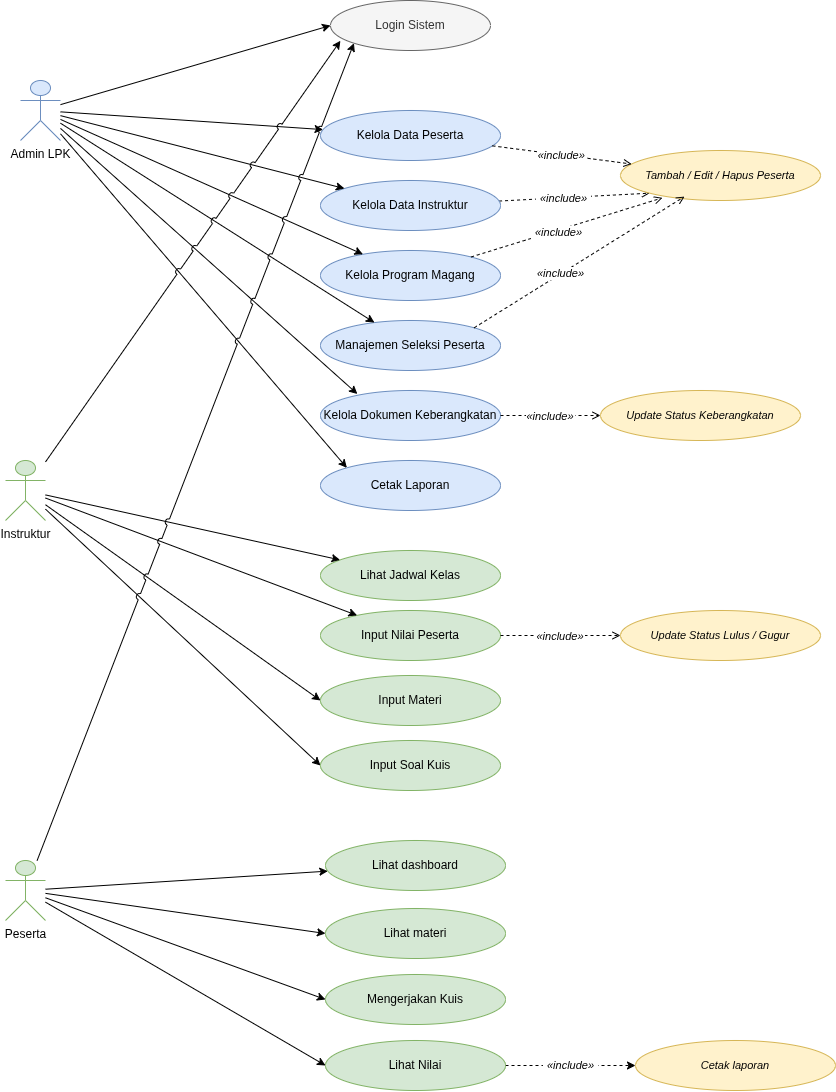 Login Sistem
Admin LPK
Kelola Data Peserta
«include»
Tambah / Edit / Hapus Peserta
Kelola Data Instruktur
«include»
«include»
Kelola Program Magang
«include»
Manajemen Seleksi Peserta
Kelola Dokumen Keberangkatan
«include»
Update Status Keberangkatan
Cetak Laporan
Instruktur
Lihat Jadwal Kelas
Input Nilai Peserta
«include»
Update Status Lulus / Gugur
Input Materi
Input Soal Kuis
Lihat dashboard
Peserta
Lihat materi
Mengerjakan Kuis
Lihat Nilai
«include»
Cetak laporan